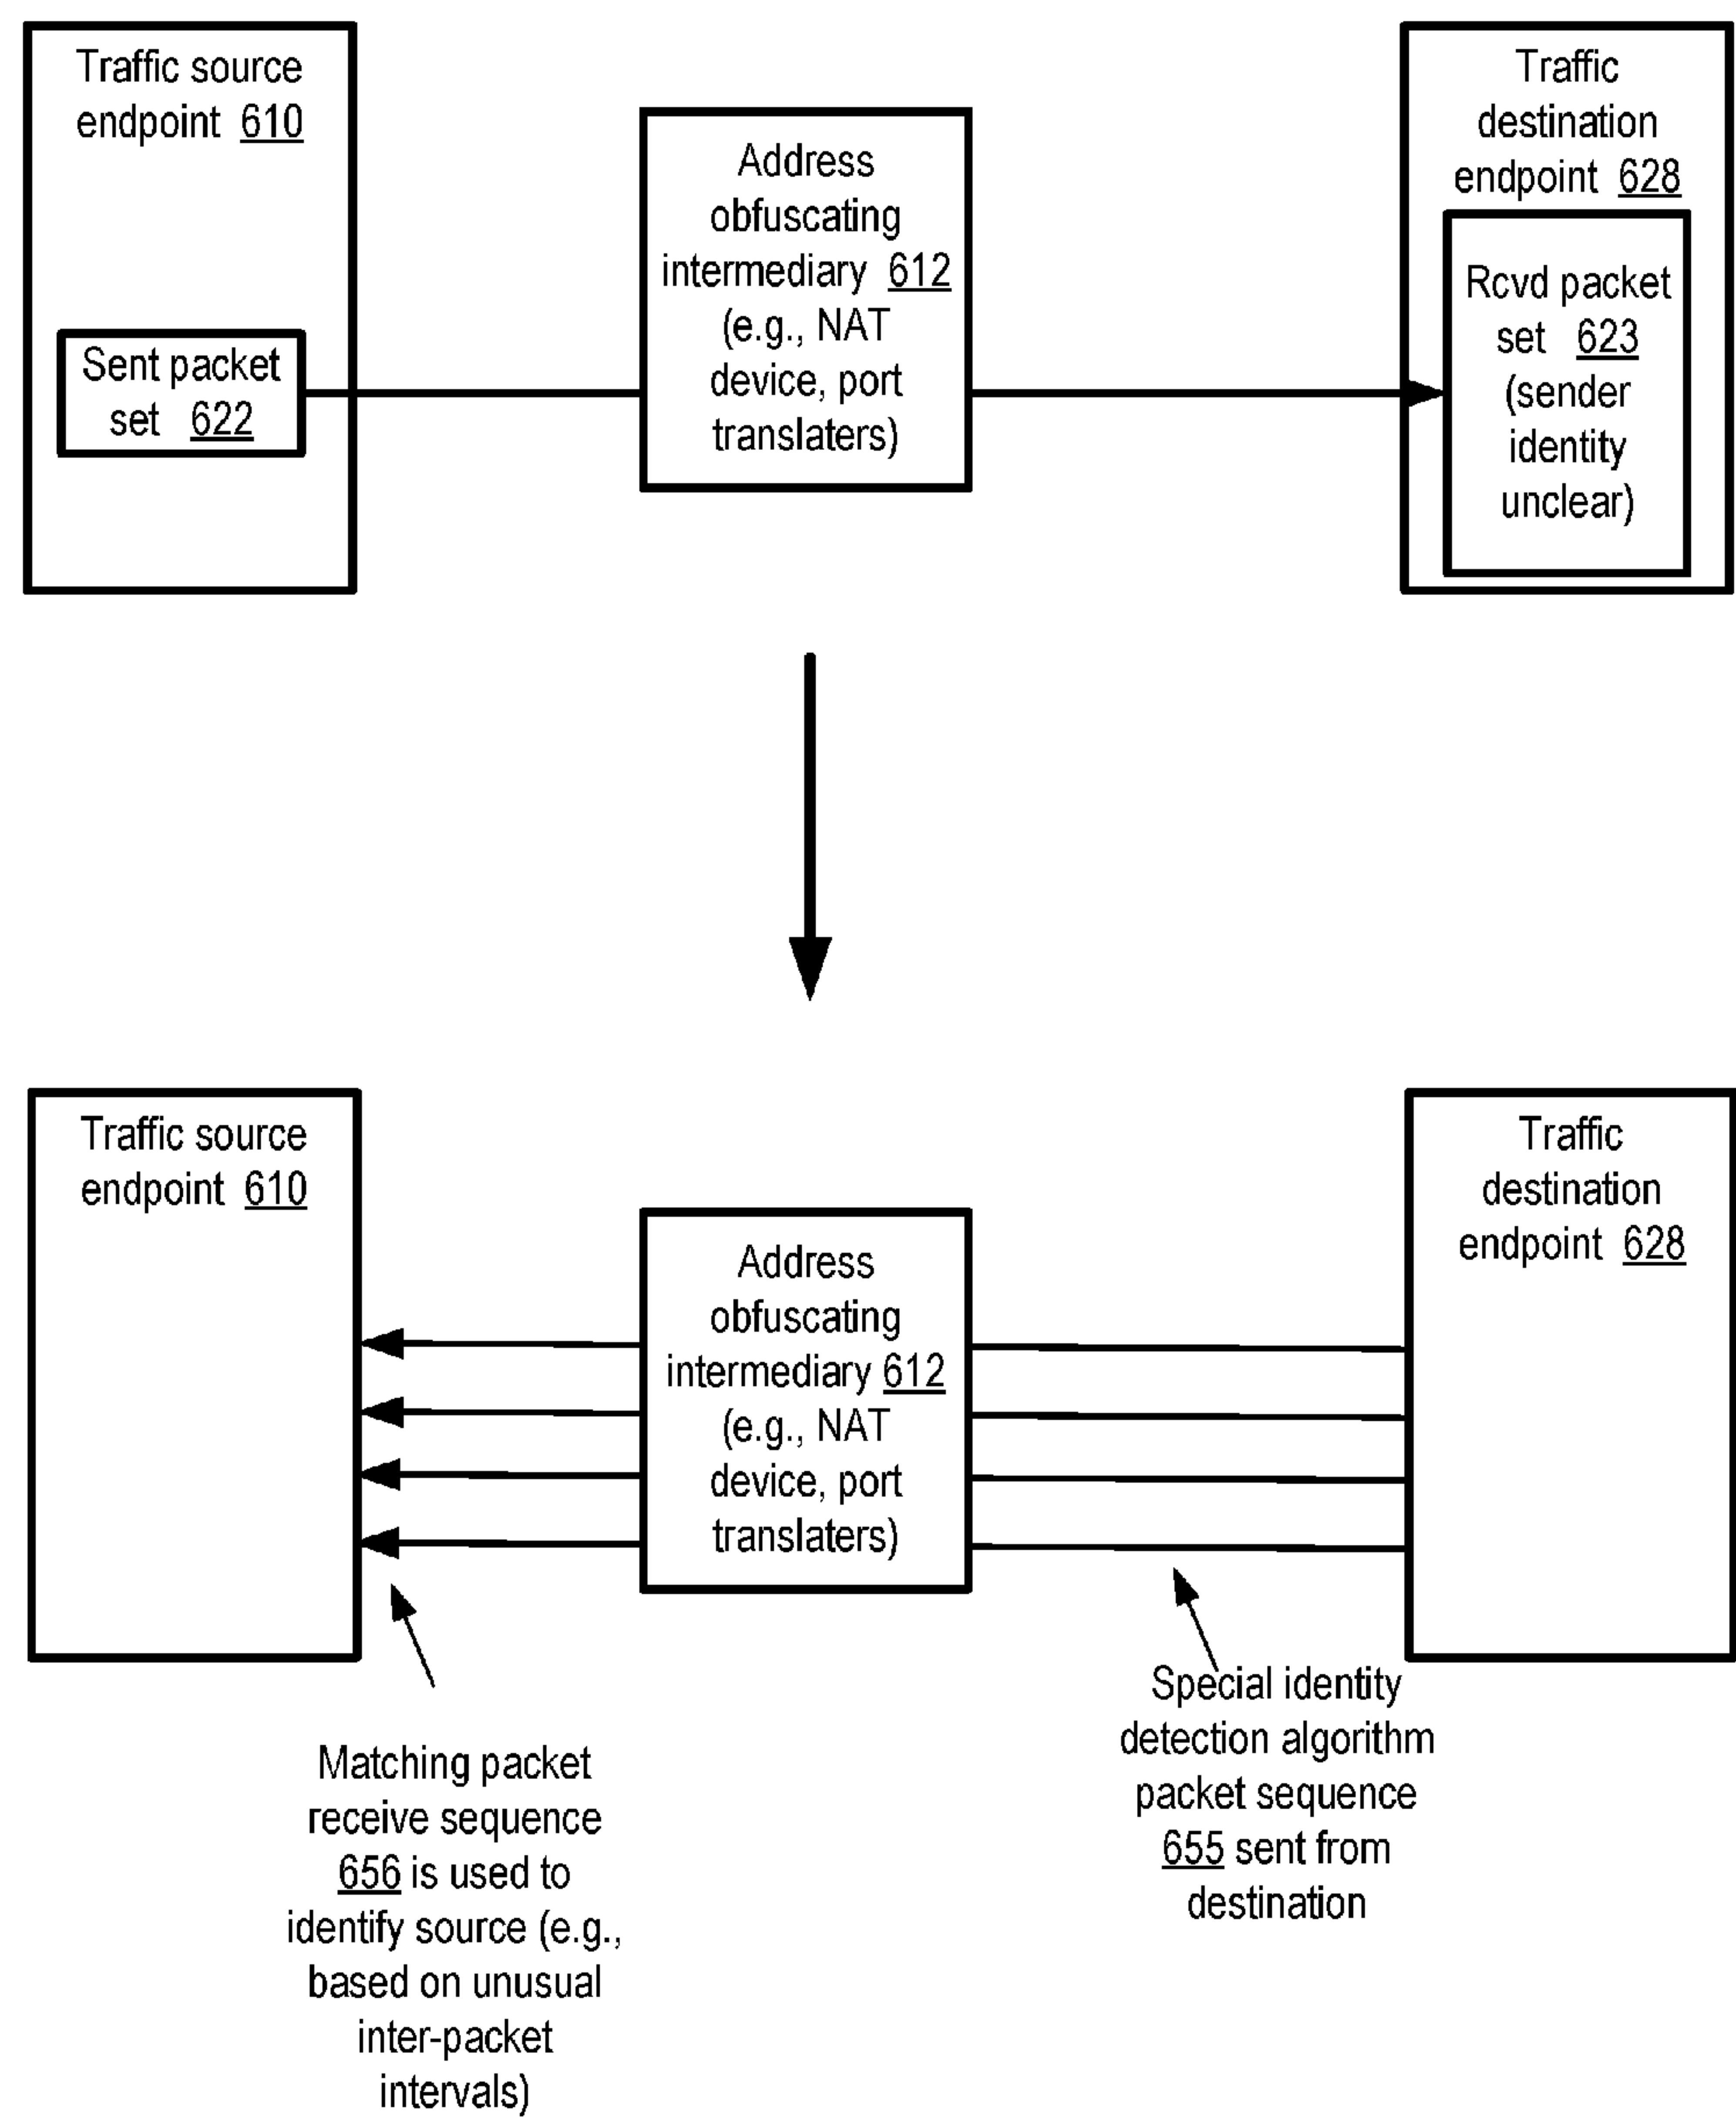 Traffic source
endpoint 610
Sent packet
set 622
Address
obfuscating
intermediary 612
(e.g., NAT
device, port
translaters)
Traffic
destination
endpoint 628
Rcvd packet
set 623
(sender
identity
unclear)
Traffic source
endpoint 610
Address
obfuscating
intermediary 612
(e.g., NAT
device, port
translaters)
Traffic
destination
endpoint 628
Matching packet
receive sequence
656 is used to
identify source (e.g.,
based on unusual
inter-packet
intervals)
Special identity
detection algorithm
packet sequence
655 sent from
destination